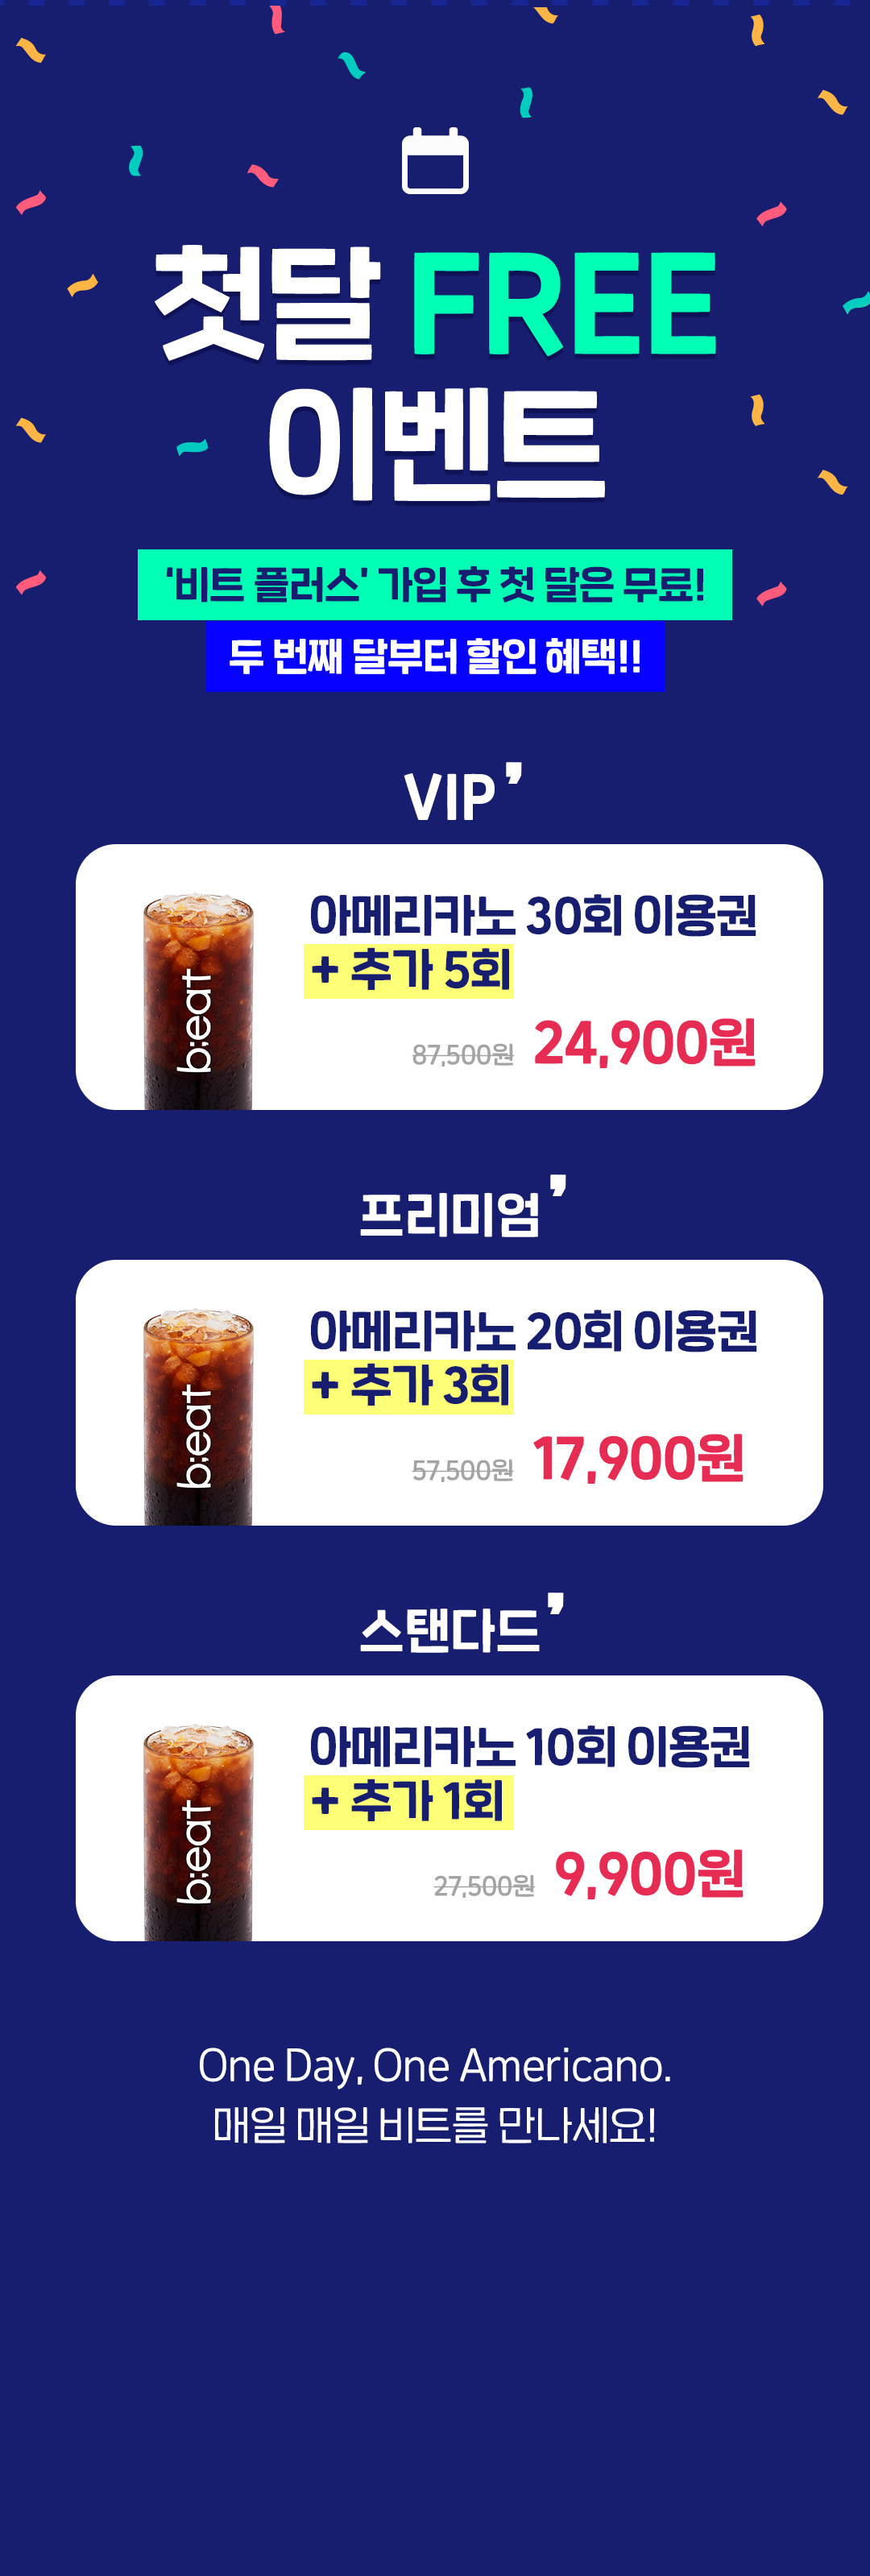 첫달 FREE
이벤트
‘비트 플러스’ 가입 후 첫 달은 무료!
두 번째 달부터 할인 혜택!!
VIP’
아메리카노 30회 이용권
+ 추가 5회
87,500원 24,900원
b;eat
프리미엄’
아메리카노 20회 이용권
+ 추가 3회
57,500원 17,900원
b;eat
스탠다드’
아메리카노 10회 이용권
+ 추가 1회
27,500원 9,900원
b;eat
One Day, One Americano.
매일 매일 비트를 만나세요!